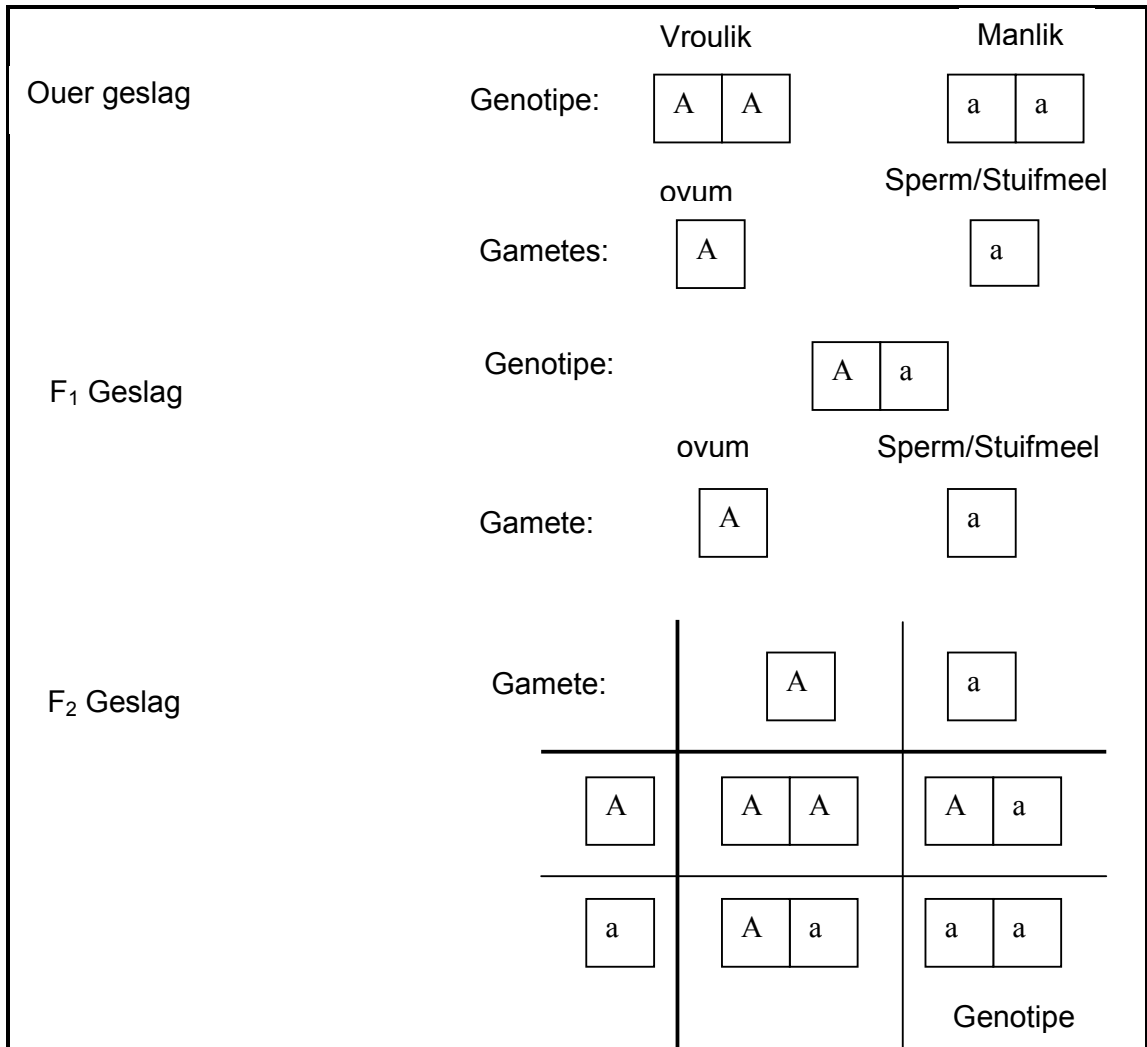 Vroulik Manlik
Ouer geslag Genotipe: A A a a
ovum Sperm/Stuifmeel
Gametes: A a
Genotipe: A a
F₁ Geslag
ovum Sperm/Stuifmeel
Gamete: A a
F₂ Geslag Gamete: A a
A A A A a
a A a a a
Genotipe